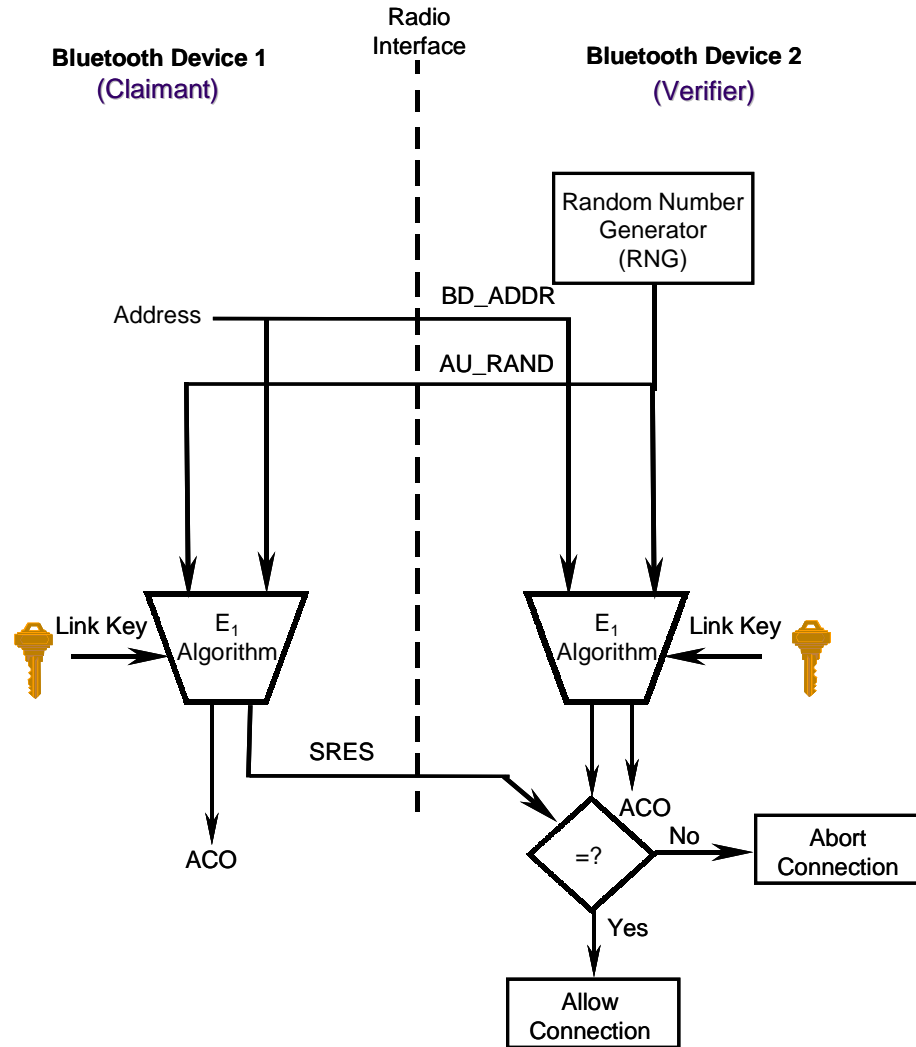 Radio
Interface
Bluetooth Device 1
(Claimant)
Bluetooth Device 2
(Verifier)
Random Number
Generator
(RNG)
BD_ADDR
Address
AU_RAND
Link Key
E1
Algorithm
E1
Algorithm
Link Key
SRES
ACO
ACO
=?
No
Abort
Connection
Yes
Allow
Connection